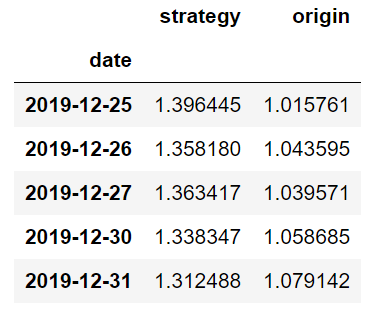 strategy origin
date
2019-12-25 1.396445 1.015761
2019-12-26 1.358180 1.043595
2019-12-27 1.363417 1.039571
2019-12-30 1.338347 1.058685
2019-12-31 1.312488 1.079142